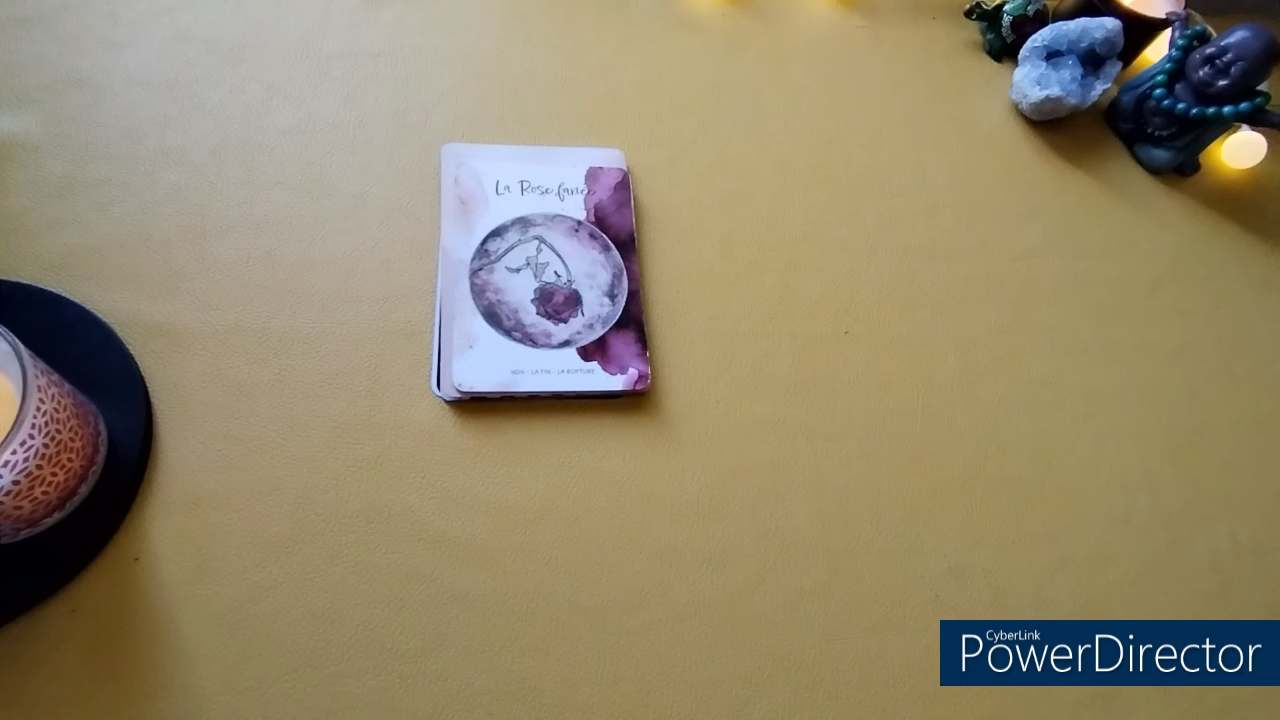 La Rose fanée
NON - LA FIN - LA RUPTURE
CyberLink
PowerDirector